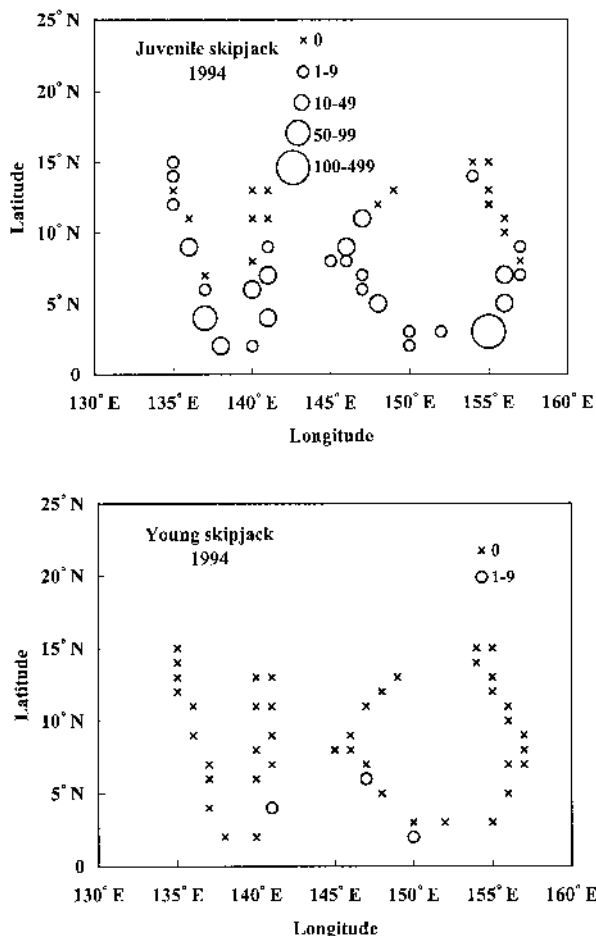 25° N
Juvenile skipjack
1994
× 0
1-9
20° N
10-49
50-99
15° N
100-499
Latitude
10° N
5° N
0
130° E 135° E 140° E 145° E 150° E 155° E 160° E
Longitude
25° N
Young skipjack
1994
× 0
1-9
20° N
15° N
Latitude
10° N
5° N
0
130° E 135° E 140° E 145° E 150° E 155° E 160° E
Longitude